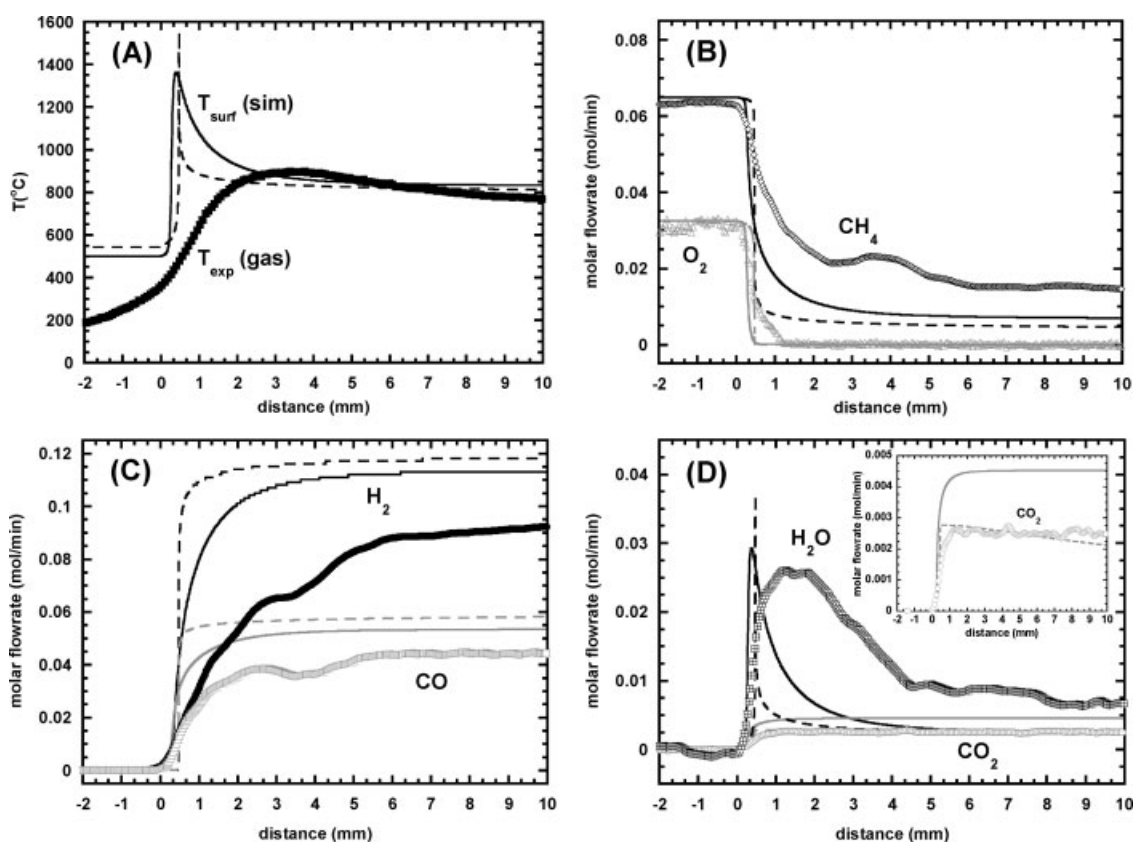 (A)
1600
1400
1200
1000
800
600
400
200
0
T(°C)
T_surf (sim)
T_exp (gas)
-2 -1 0 1 2 3 4 5 6 7 8 9 10
distance (mm)
(B)
0.08
0.06
0.04
0.02
0
molar flowrate (mol/min)
CH₄
O₂
-2 -1 0 1 2 3 4 5 6 7 8 9 10
distance (mm)
(C)
0.12
0.1
0.08
0.06
0.04
0.02
0
molar flowrate (mol/min)
H₂
CO
-2 -1 0 1 2 3 4 5 6 7 8 9 10
distance (mm)
(D)
0.04
0.03
0.02
0.01
0
molar flowrate (mol/min)
H₂O
CO₂
-2 -1 0 1 2 3 4 5 6 7 8 9 10
distance (mm)
0.005
0.004
0.003
0.002
0.001
0
molar flowrate (mol/min)
CO₂
-2 -1 0 1 2 3 4 5 6 7 8 9 10
distance (mm)